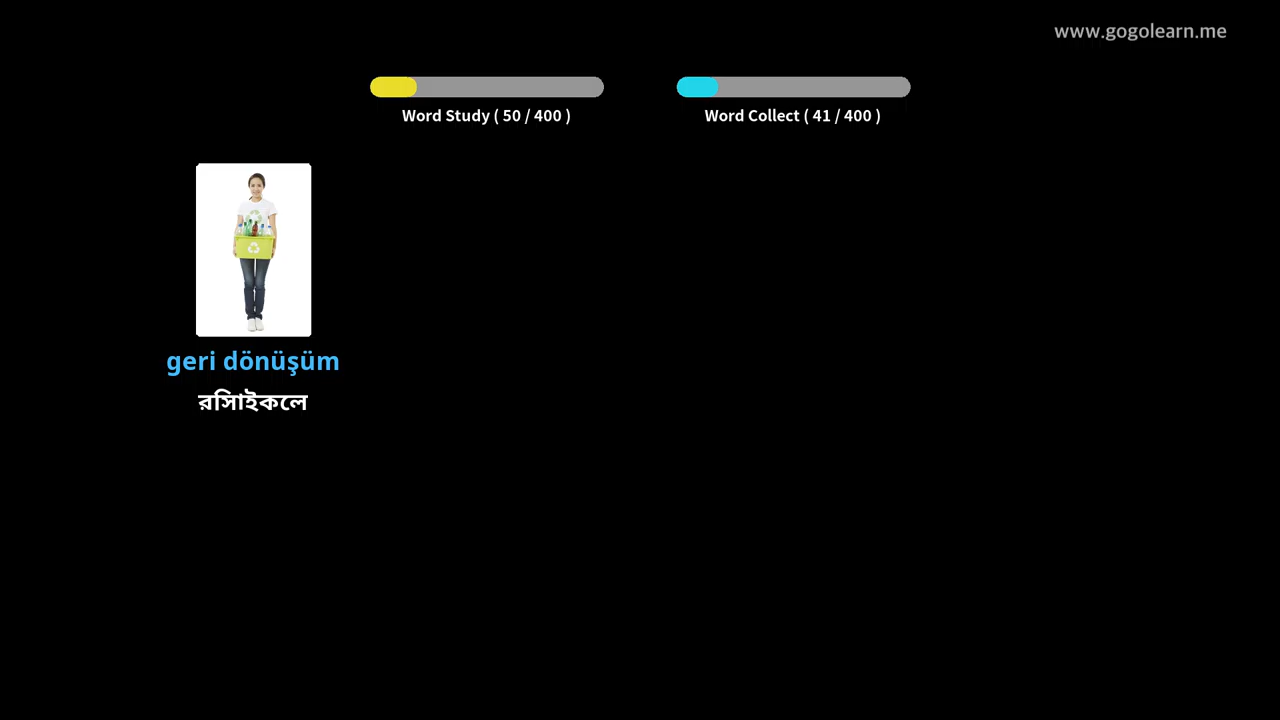 www.gogolearn.me
Word Study ( 50 / 400 )
Word Collect ( 41 / 400 )
geri dönüşüm
রিসাইকেল